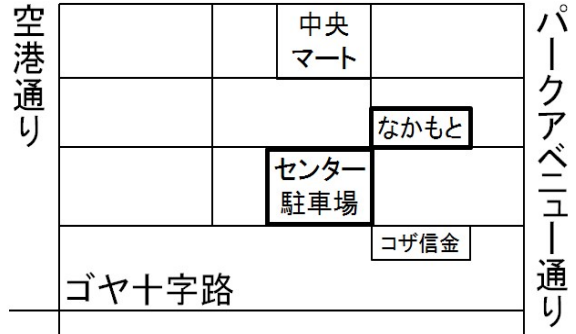 空港通り
中央
マート
パークアベニュー通り
なかもと
センター
駐車場
コザ信金
ゴヤ十字路